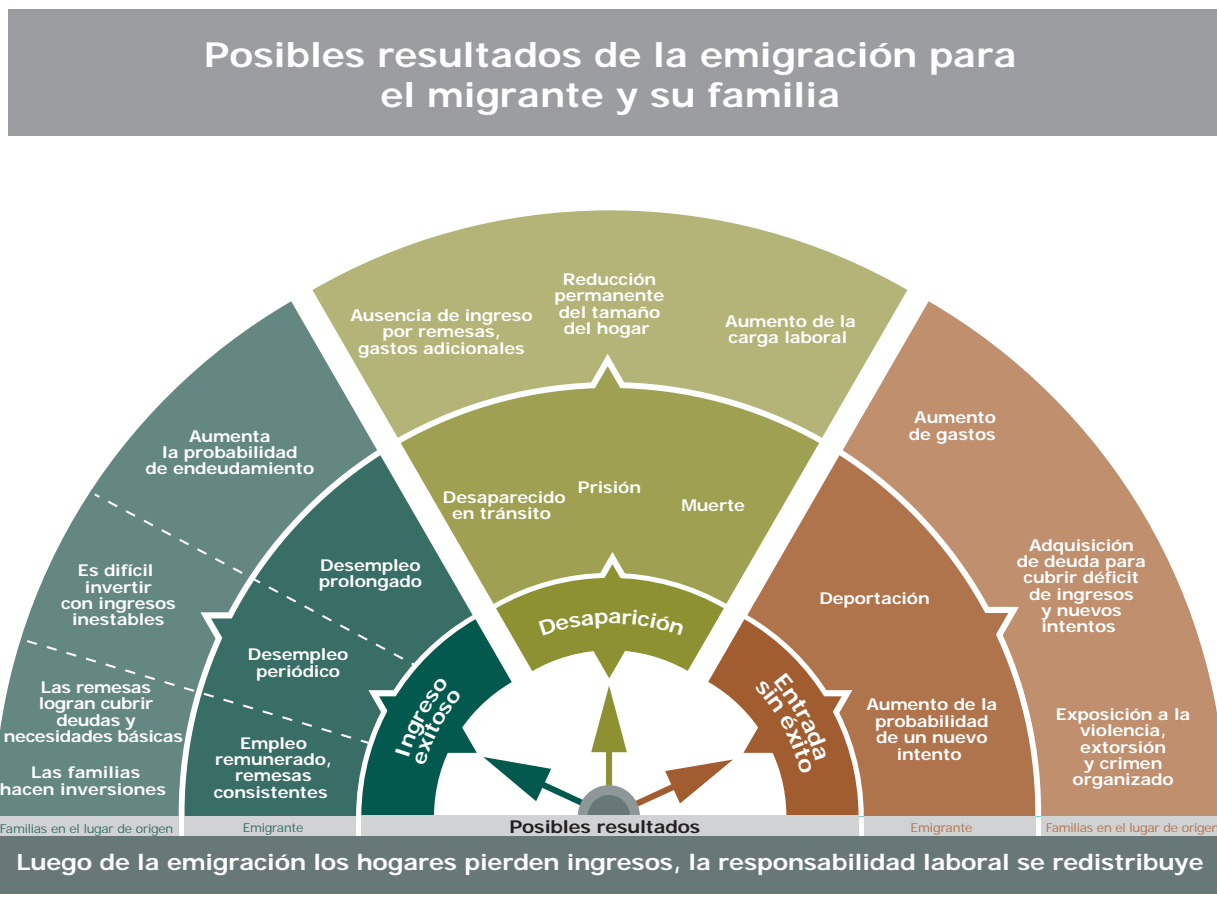 Posibles resultados de la emigración para
el migrante y su familia
Reducción
permanente
del tamaño
del hogar
Ausencia de ingreso
por remesas,
gastos adicionales
Aumento de la
carga laboral
Desaparecido
en tránsito
Prisión
Muerte
Desaparición
Aumenta
la probabilidad
de endeudamiento
Es difícil
invertir
con ingresos
inestables
Las remesas
logran cubrir
deudas y
necesidades básicas
Las familias
hacen inversiones
Desempleo
prolongado
Desempleo
periódico
Empleo
remunerado,
remesas
consistentes
Ingreso
exitoso
Entrada
sin éxito
Deportación
Aumento de la
probabilidad
de un nuevo
intento
Aumento
de gastos
Adquisición
de deuda para
cubrir déficit
de ingresos
y nuevos
intentos
Exposición a la
violencia,
extorsión
y crimen
organizado
Familias en el lugar de origen
Emigrante
Posibles resultados
Emigrante
Familias en el lugar de origen
Luego de la emigración los hogares pierden ingresos, la responsabilidad laboral se redistribuye